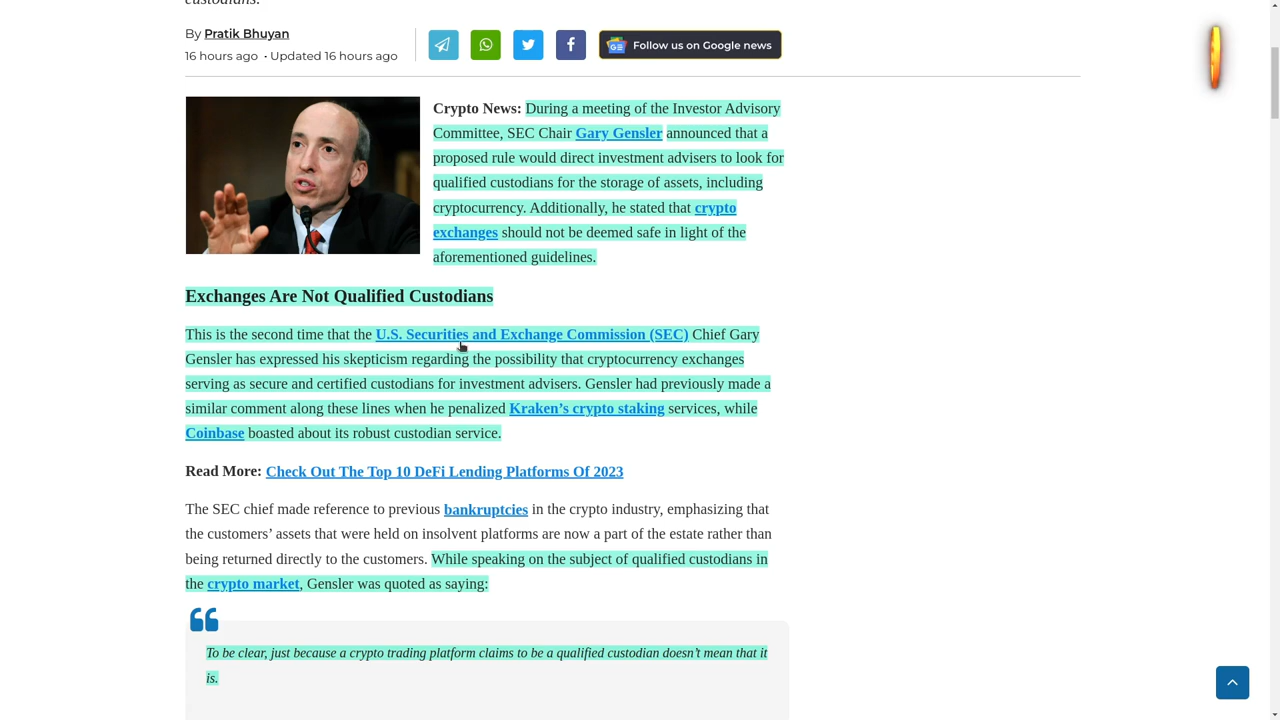 custodians.
By Pratik Bhuyan
16 hours ago • Updated 16 hours ago
Follow us on Google news
Crypto News: During a meeting of the Investor Advisory
Committee, SEC Chair Gary Gensler announced that a
proposed rule would direct investment advisers to look for
qualified custodians for the storage of assets, including
cryptocurrency. Additionally, he stated that crypto
exchanges should not be deemed safe in light of the
aforementioned guidelines.
Exchanges Are Not Qualified Custodians
This is the second time that the U.S. Securities and Exchange Commission (SEC) Chief Gary
Gensler has expressed his skepticism regarding the possibility that cryptocurrency exchanges
serving as secure and certified custodians for investment advisers. Gensler had previously made a
similar comment along these lines when he penalized Kraken’s crypto staking services, while
Coinbase boasted about its robust custodian service.
Read More: Check Out The Top 10 DeFi Lending Platforms Of 2023
The SEC chief made reference to previous bankruptcies in the crypto industry, emphasizing that
the customers’ assets that were held on insolvent platforms are now a part of the estate rather than
being returned directly to the customers. While speaking on the subject of qualified custodians in
the crypto market, Gensler was quoted as saying:
To be clear, just because a crypto trading platform claims to be a qualified custodian doesn’t mean that it
is.